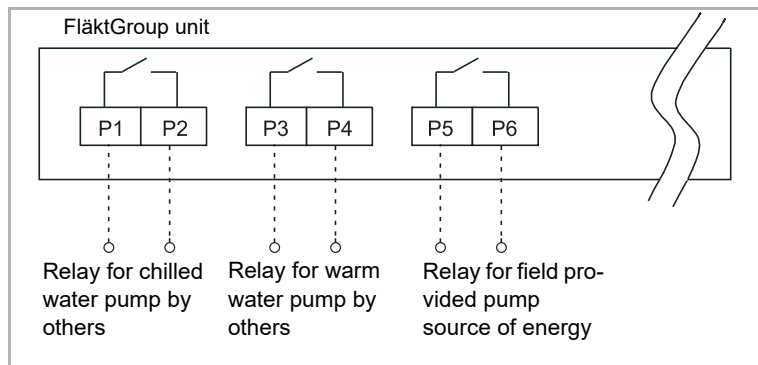 FläktGroup unit
P1 P2 P3 P4 P5 P6
Relay for chilled
water pump by
others
Relay for warm
water pump by
others
Relay for field pro-
vided pump
source of energy